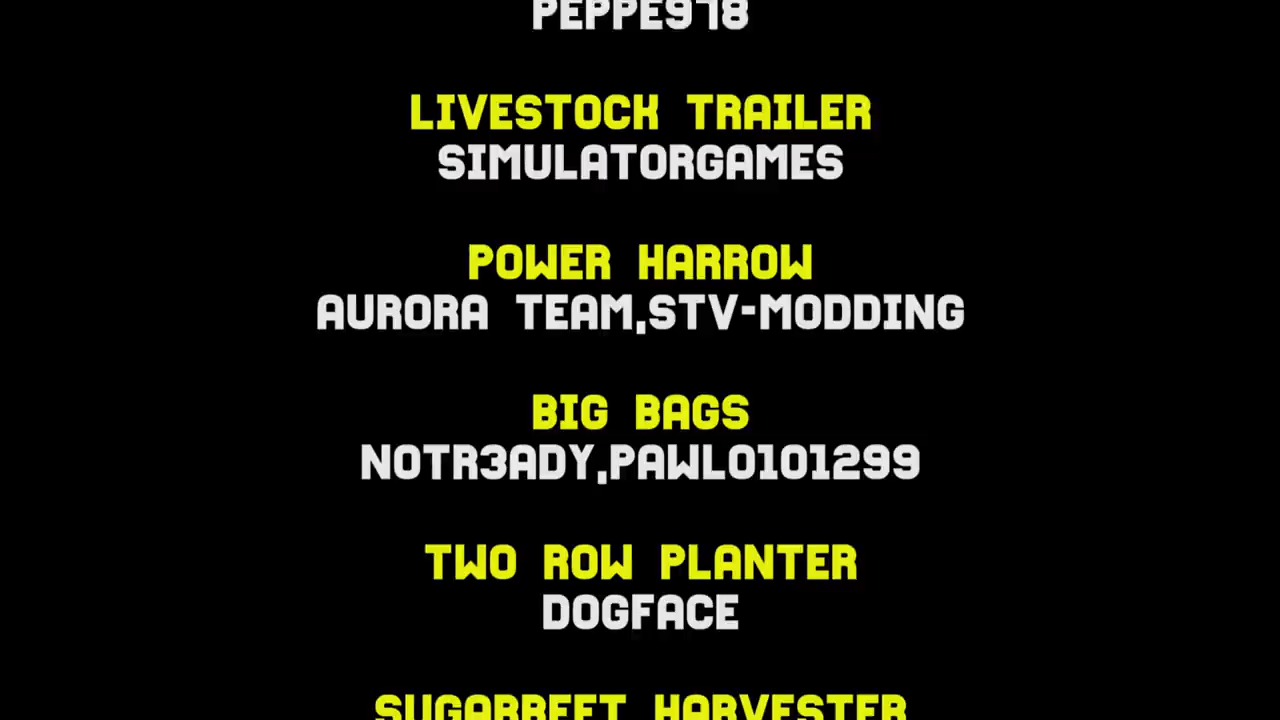 PEPPE978
LIVESTOCK TRAILER
SIMULATORGAMES
POWER HARROW
AURORA TEAM,STV-MODDING
BIG BAGS
N0TR3ADY,PAWL0101299
TWO ROW PLANTER
DOGFACE
SUGARBEET HARVESTER